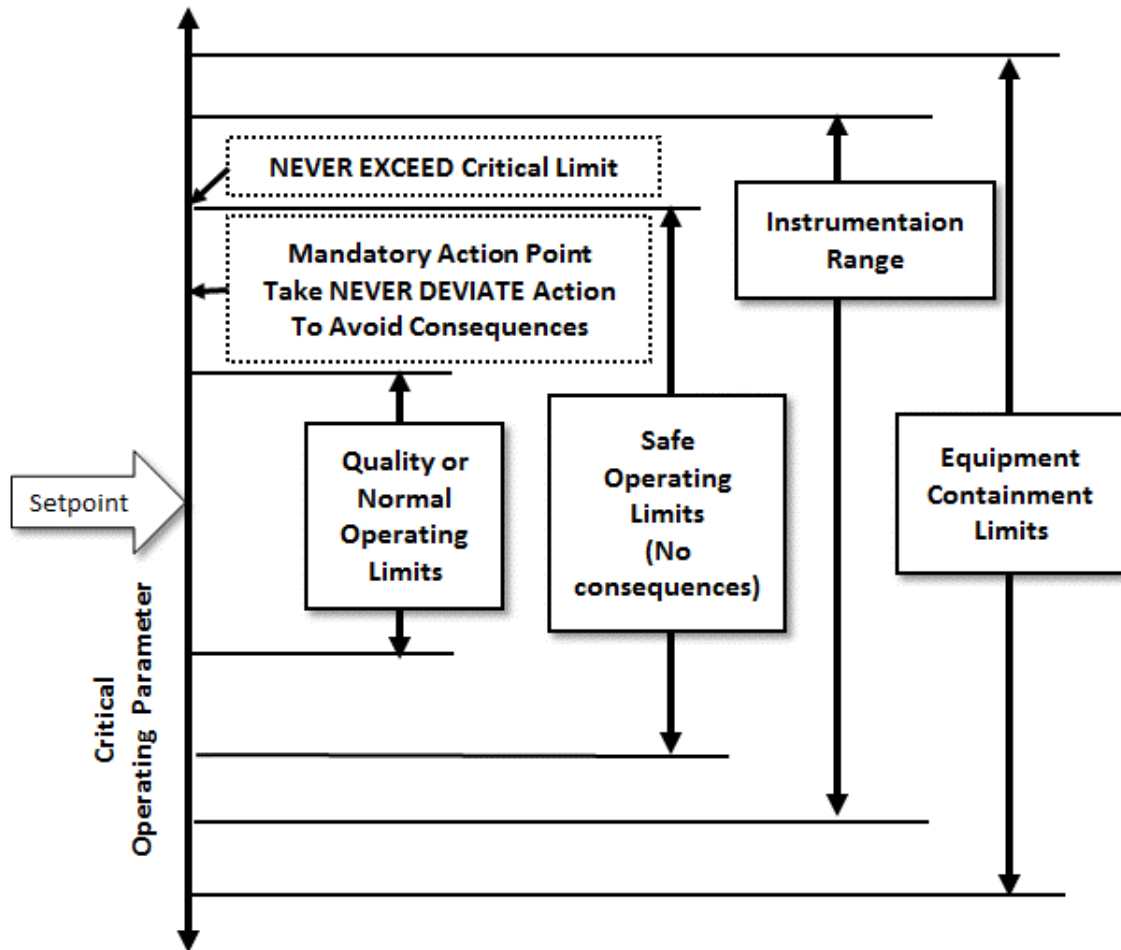 NEVER EXCEED Critical Limit
Mandatory Action Point
Take NEVER DEVIATE Action
To Avoid Consequences
Instrumentaion
Range
Setpoint
Quality or
Normal
Operating
Limits
Safe
Operating
Limits
(No
consequences)
Equipment
Containment
Limits
Critical
Operating Parameter